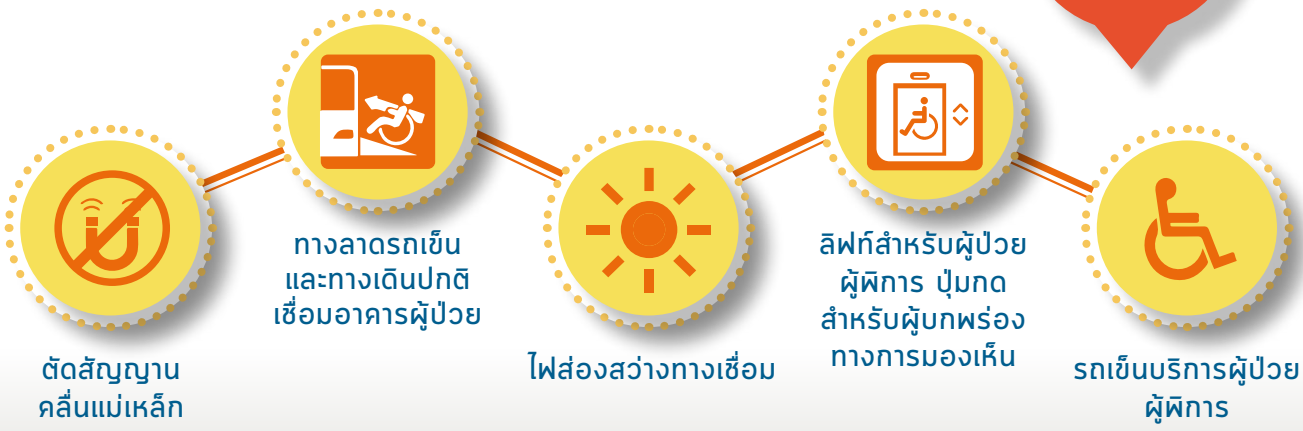 ตัดสัญญาน
คลื่นแม่เหล็ก
ทางลาดรถเข็น
และทางเดินปกติ
เชื่อมอาคารผู้ป่วย
ไฟส่องสว่างทางเชื่อม
ลิฟท์สำหรับผู้ป่วย
ผู้พิการ ปุ่มกด
สำหรับผู้บกพร่อง
ทางการมองเห็น
รถเข็นบริการผู้ป่วย
ผู้พิการ